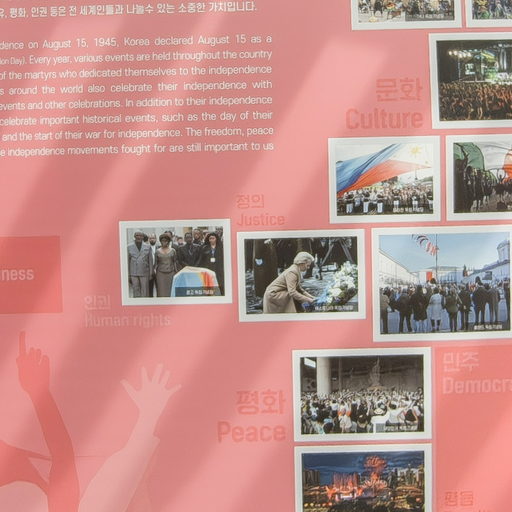 유, 평화, 인권 등은 전 세계인들과 나눌수 있는 소중한 가치입니다.
dence on August 15, 1945, Korea declared August 15 as a
ion Day). Every year, various events are held throughout the country
of the martyrs who dedicated themselves to the independence
s around the world also celebrate their independence with
events and other celebrations. In addition to their independence
celebrate important historical events, such as the day of their
and the start of their war for independence. The freedom, peace
e independence movements fought for are still important to us
문화
Culture
정의
Justice
ness
인권
Human rights
민주
Democra
평화
Peace
평등